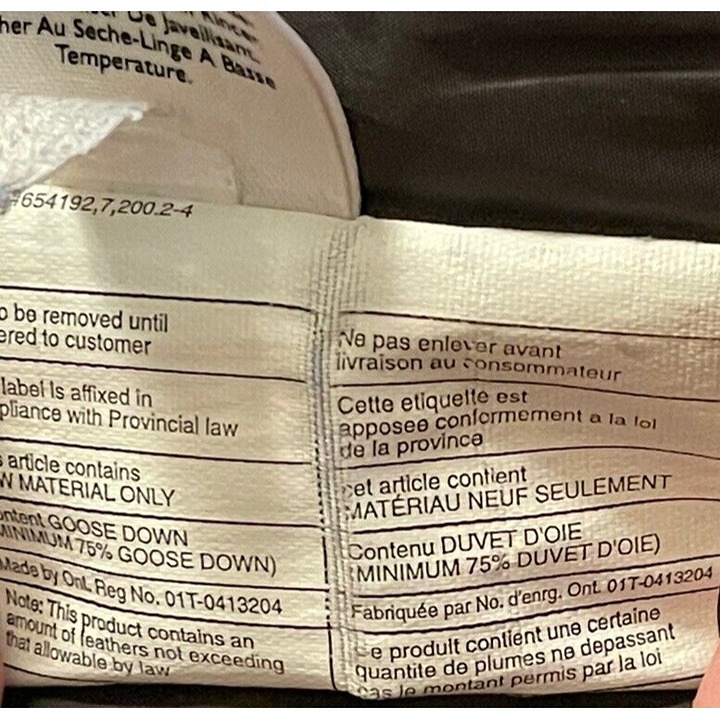 De Javellisant.
her Au Seche-Linge A Basse
Temperature.
#654192,7,200.2-4
o be removed until
ered to customer
label is affixed in
pliance with Provincial law
article contains
W MATERIAL ONLY
ntent GOOSE DOWN
MINIMUM 75% GOOSE DOWN)
Made by Ont. Reg No. 01T-0413204
Note: This product contains an
amount of feathers not exceeding
that allowable by law
Ne pas enlever avant
livraison au consommateur
Cette etiquette est
apposee conformement a la loi
de la province
cet article contient
MATÉRIAU NEUF SEULEMENT
Contenu DUVET D'OIE
(MINIMUM 75% DUVET D'OIE)
Fabriquée par No. d'enrg. Ont. 01T-0413204
Ce produit contient une certaine
quantite de plumes ne depassant
pas le montant permis par la loi